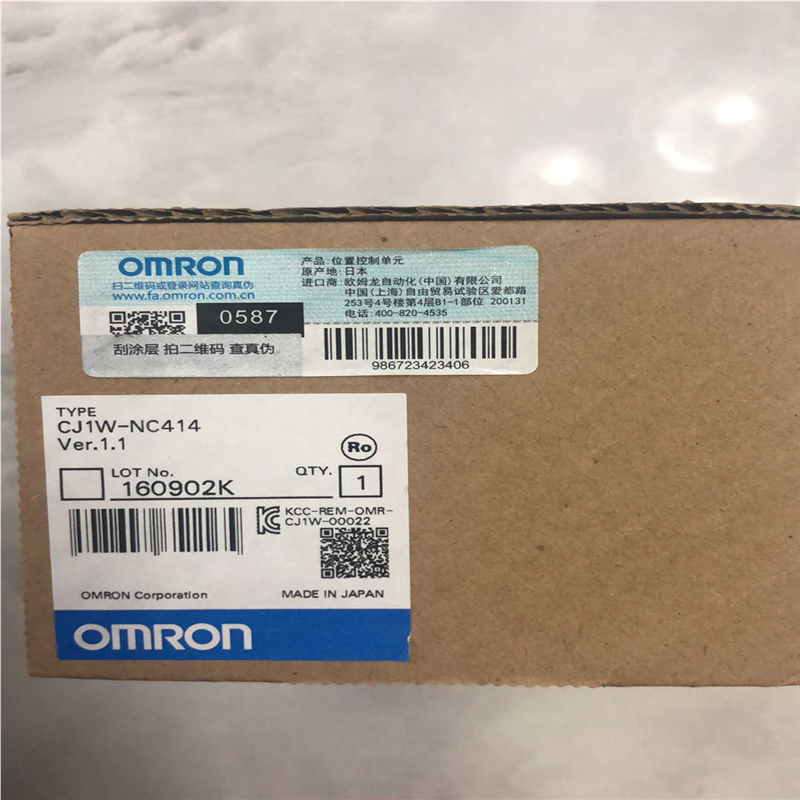 OMRON
扫二维码或登录网站查询真伪
www.fa.omron.com.cn
0587
刮涂层 拍二维码 查真伪
产品: 位置控制单元
原产地: 日本
进口商: 欧姆龙自动化(中国)有限公司
中国(上海)自由贸易试验区爱都路
253号4号楼第4层B1-1部位 200131
电话: 400-820-4535
986723423406
TYPE
CJ1W-NC414
Ver.1.1
Ro
LOT No.
160902K
QTY.
1
KCC-REM-OMR-
CJ1W-00022
OMRON Corporation
MADE IN JAPAN
OMRON